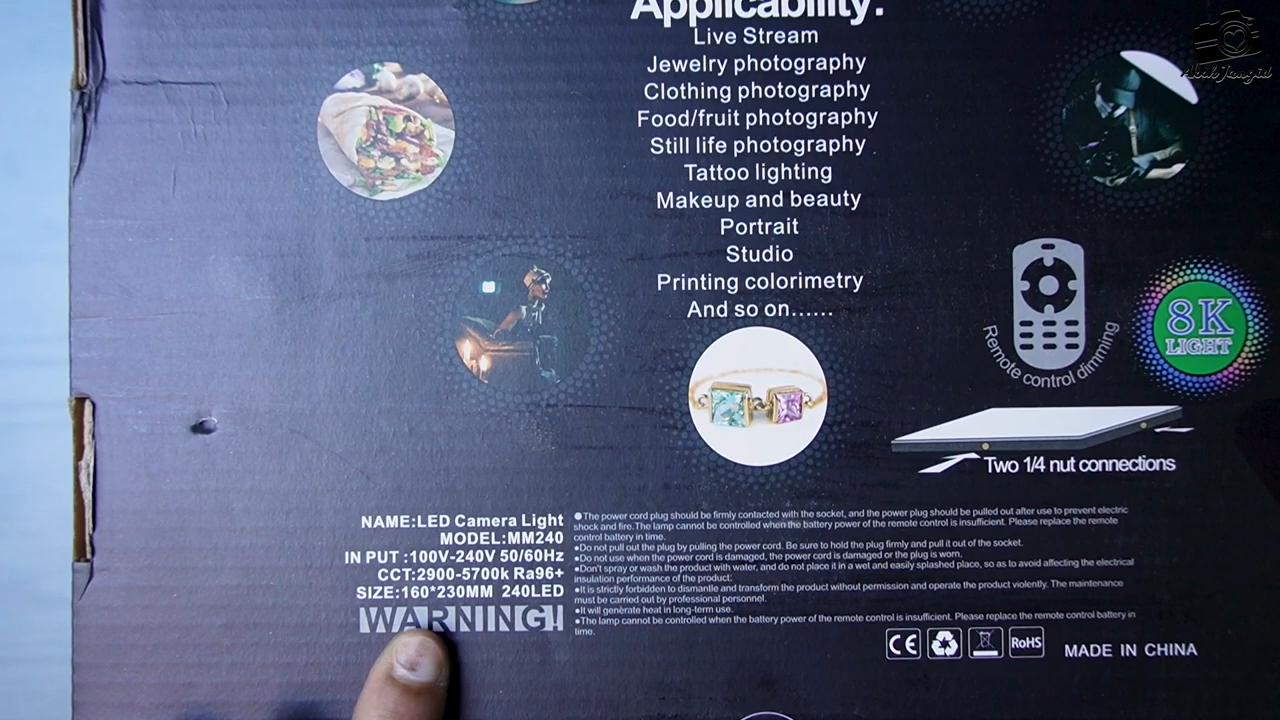 Applicability:
Live Stream
Jewelry photography
Clothing photography
Food/fruit photography
Still life photography
Tattoo lighting
Makeup and beauty
Portrait
Studio
Printing colorimetry
And so on......
Remote control dimming
8K
LIGHT
Two 1/4 nut connections
NAME:LED Camera Light
MODEL:MM240
IN PUT :100V-240V 50/60Hz
CCT:2900-5700k Ra96+
SIZE:160*230MM 240LED
WARNING!
●The power cord plug should be firmly contacted with the socket, and the power plug should be pulled out after use to prevent electric
shock and fire.The lamp cannot be controlled when the battery power of the remote control is insufficient. Please replace the remote
control battery in time.
●Do not pull out the plug by pulling the power cord. Be sure to hold the plug firmly and pull it out of the socket.
●Do not use when the power cord is damaged, the power cord is damaged or the plug is worn.
●Don't spray or wash the product with water, and do not place it in a wet and easily splashed place, so as to avoid affecting the electrical
insulation performance of the product.
●It is strictly forbidden to dismantle and transform the product without permission and operate the product violently. The maintenance
must be carried out by professional personnel.
●It will generate heat in long-term use.
●The lamp cannot be controlled when the battery power of the remote control is insufficient. Please replace the remote control battery in
time.
CE
RoHS
MADE IN CHINA